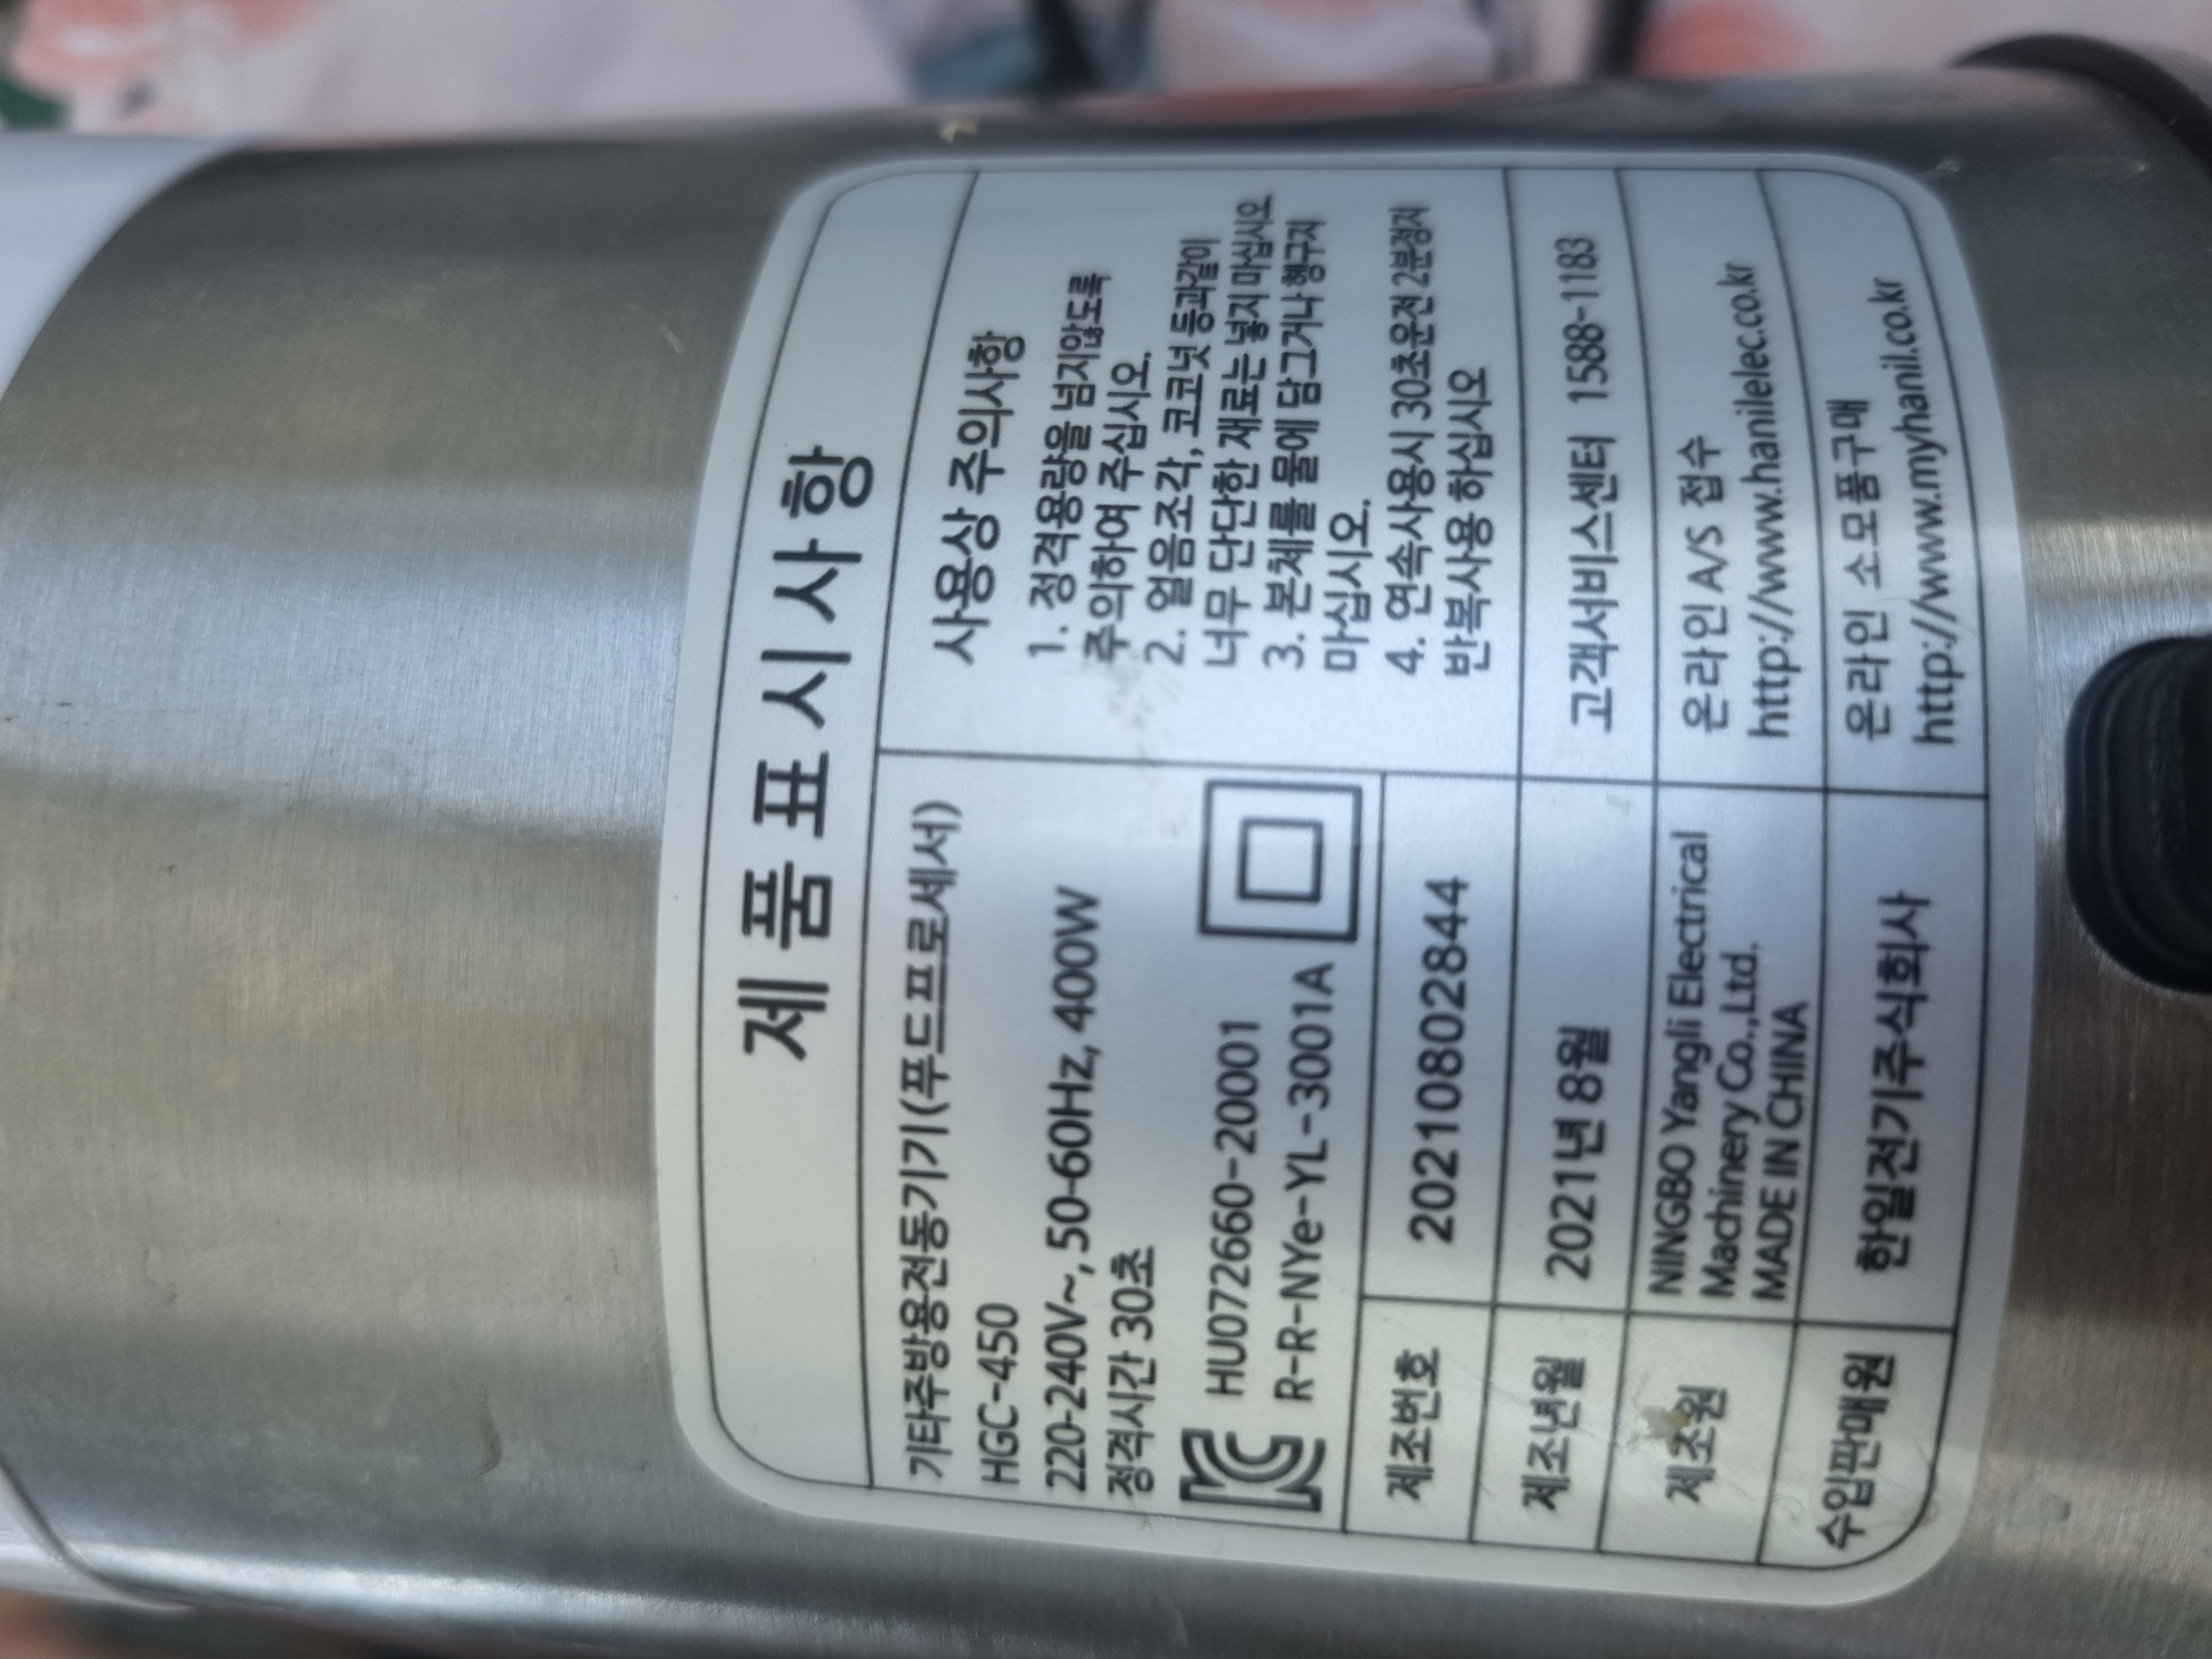 제품표시사항
기타주방용전동기기(푸드프로세서)
HGC-450
220-240V~, 50-60Hz, 400W
정격시간 30초
HU072660-20001
R-R-NYe-YL-3001A
제조번호 20210802844
제조년월 2021년 8월
제조원 NINGBO Yangli Electrical
Machinery Co.,Ltd.
MADE IN CHINA
수입판매원 한일전기주식회사
사용상 주의사항
1. 정격용량을 넘지않도록
주의하여 주십시오.
2. 얼음조각, 코코넛 등과같이
너무 단단한 재료는 넣지 마십시오
3. 본체를 물에 담그거나 헹구지
마십시오.
4. 연속사용시 30초운전 2분정지
반복사용 하십시오
고객서비스센터 1588-1183
온라인 A/S 접수
http://www.hanilelec.co.kr
온라인 소모품구매
http://www.myhanil.co.kr